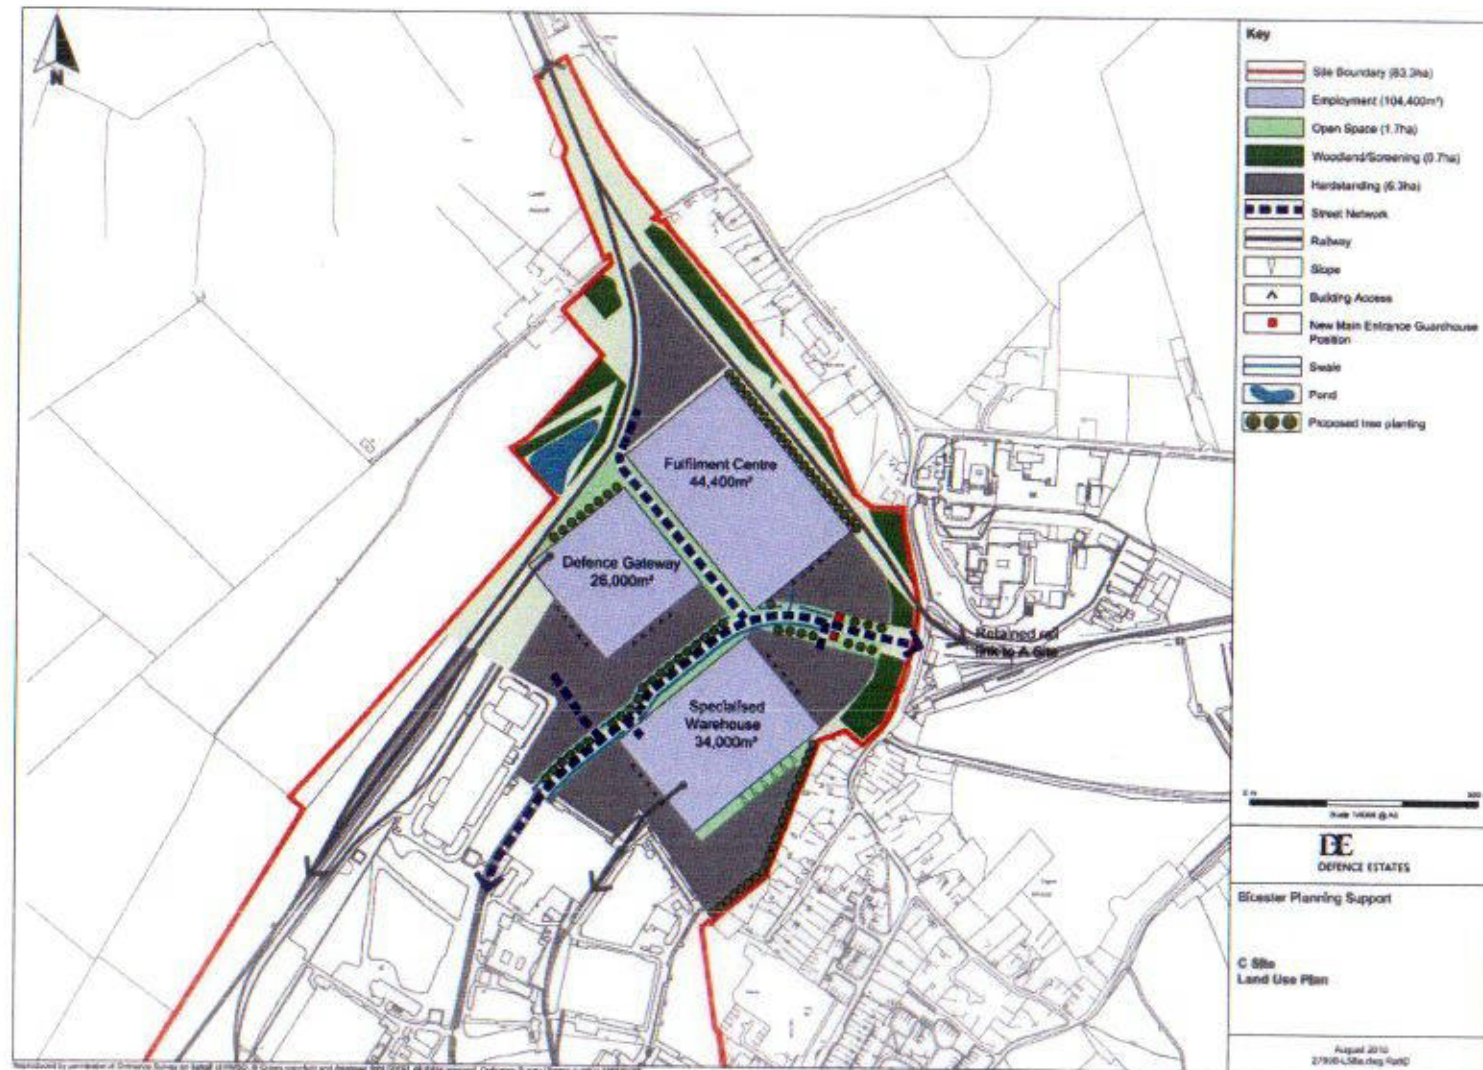 N
Fulfilment Centre
44,400m²
Defence Gateway
26,000m²
Specialised
Warehouse
34,000m²
Retained rail
link to A Site
Key
Site Boundary (83.3ha)
Employment (104,400m²)
Open Space (1.7ha)
Woodland/Screening (0.7ha)
Hardstanding (6.3ha)
Street Network
Railway
Slope
Building Access
New Main Entrance Guardhouse
Position
Swale
Pond
Proposed tree planting
DE
DEFENCE ESTATES
Bicester Planning Support
C Site
Land Use Plan
August 2010